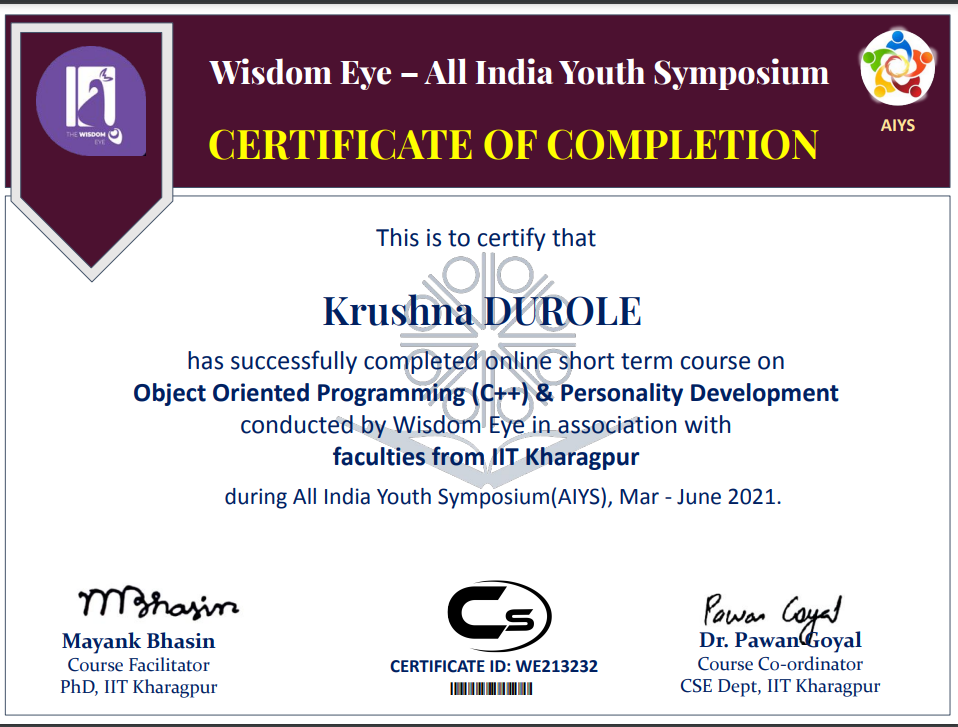 Wisdom Eye – All India Youth Symposium
CERTIFICATE OF COMPLETION
THE WISDOM
EYE
AIYS
This is to certify that
Krushna DUROLE
has successfully completed online short term course on
Object Oriented Programming (C++) & Personality Development
conducted by Wisdom Eye in association with
faculties from IIT Kharagpur
during All India Youth Symposium(AIYS), Mar - June 2021.
MBhasin
Mayank Bhasin
Course Facilitator
PhD, IIT Kharagpur
Cs
CERTIFICATE ID: WE213232
Pawan Goyal
Dr. Pawan Goyal
Course Co-ordinator
CSE Dept, IIT Kharagpur